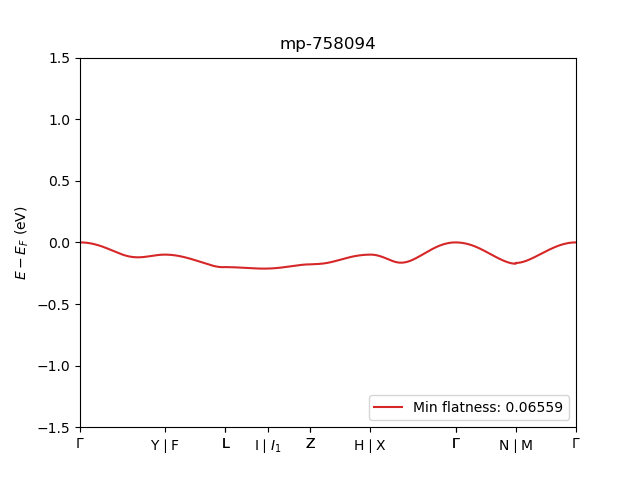 mp-758094
1.5
1.0
0.5
0.0
−0.5
−1.0
−1.5
E − E_F (eV)
Min flatness: 0.06559
Γ Y | F L I | I₁ Z H | X Γ N | M Γ